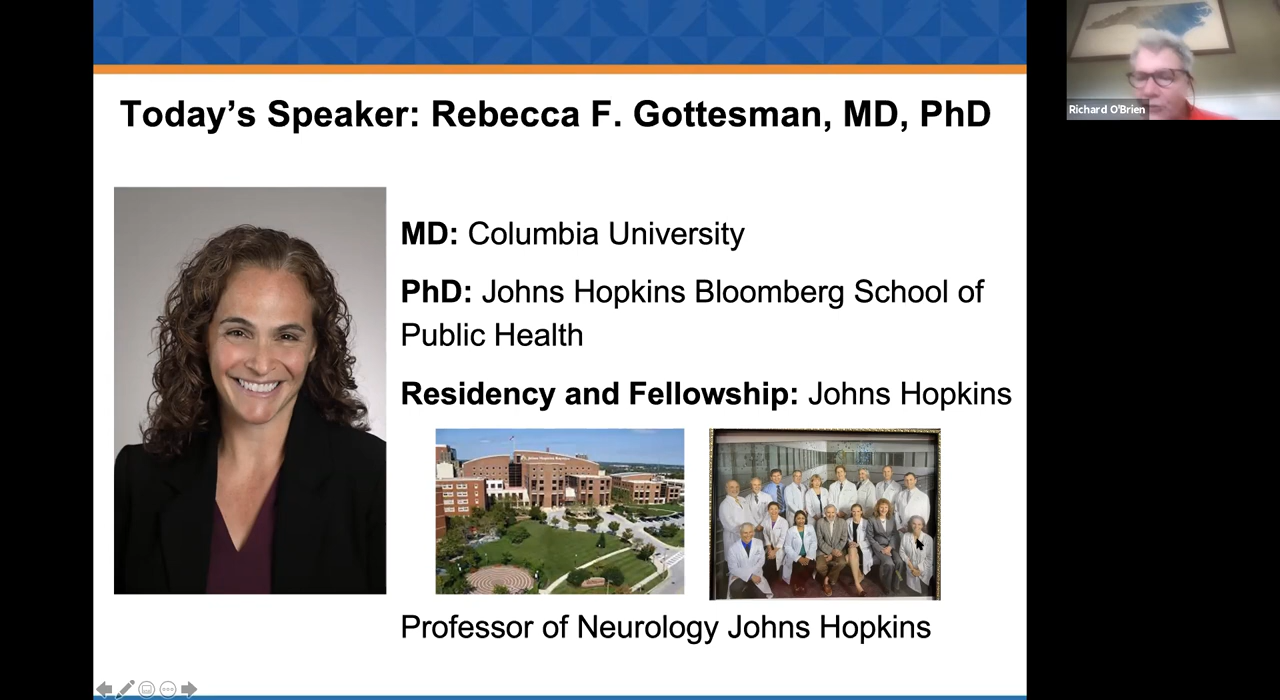 Today’s Speaker: Rebecca F. Gottesman, MD, PhD
Richard O'Brien
MD: Columbia University
PhD: Johns Hopkins Bloomberg School of
Public Health
Residency and Fellowship: Johns Hopkins
Professor of Neurology Johns Hopkins